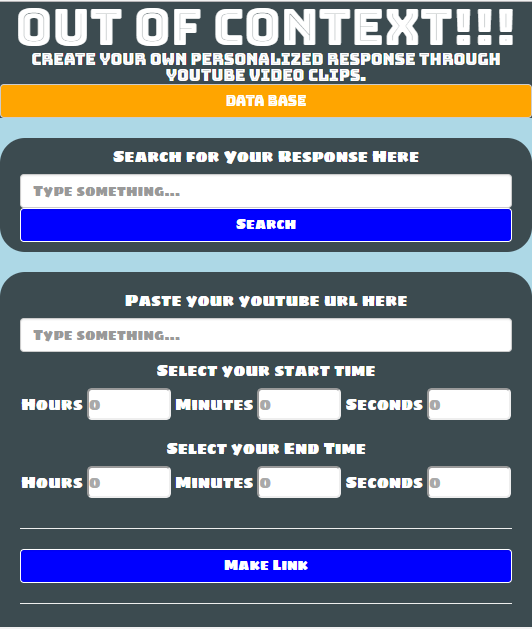 OUT OF CONTEXT!!!
CREATE YOUR OWN PERSONALIZED RESPONSE THROUGH
YOUTUBE VIDEO CLIPS.
DATA BASE
Search for Your Response Here
Type something...
Search
Paste your youtube url here
Type something...
Select your start time
Hours 0 Minutes 0 Seconds 0
Select your End Time
Hours 0 Minutes 0 Seconds 0
Make Link